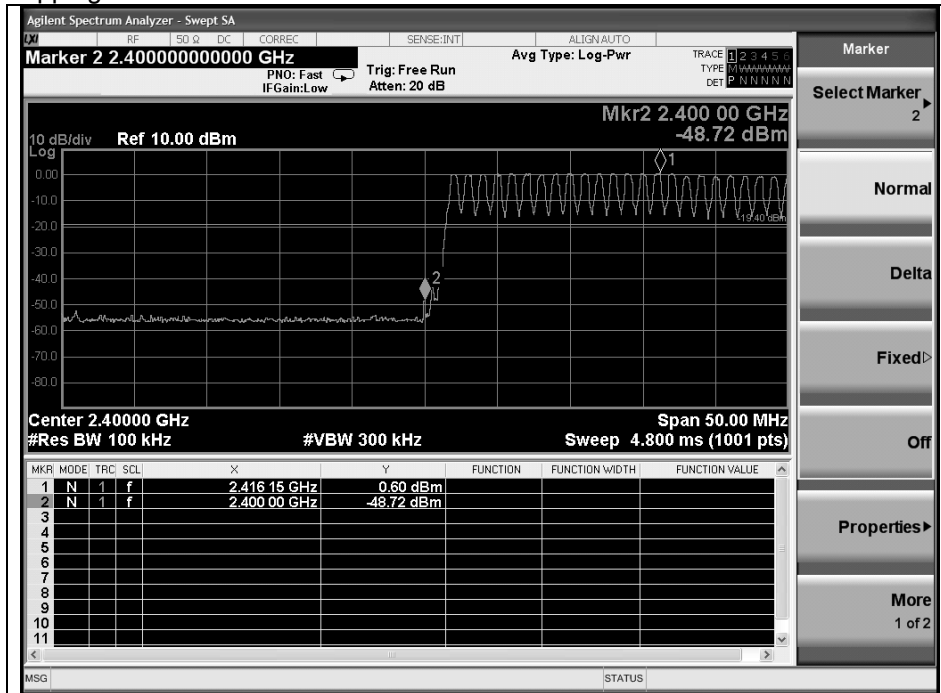 Agilent Spectrum Analyzer - Swept SA
LXI RF 50 Ω DC CORREC SENSE:INT ALIGN AUTO
Marker 2 2.400000000000 GHz
PNO: Fast
IFGain:Low
Trig: Free Run
Atten: 20 dB
Avg Type: Log-Pwr
TRACE 1 2 3 4 5 6
TYPE M
DET P N N N N N
Mkr2 2.400 00 GHz
-48.72 dBm
10 dB/div Ref 10.00 dBm
Log
1
0.00
-10.0
-19.40 dBm
-20.0
-30.0
-40.0
2
-50.0
-60.0
-70.0
-80.0
Center 2.40000 GHz Span 50.00 MHz
#Res BW 100 kHz #VBW 300 kHz Sweep 4.800 ms (1001 pts)
MKR MODE TRC SCL X Y FUNCTION FUNCTION WIDTH FUNCTION VALUE
1 N 1 f 2.416 15 GHz 0.60 dBm
2 N 1 f 2.400 00 GHz -48.72 dBm
3
4
5
6
7
8
9
10
11
MSG STATUS
Marker
Select Marker
2
Normal
Delta
Fixed
Off
Properties
More
1 of 2